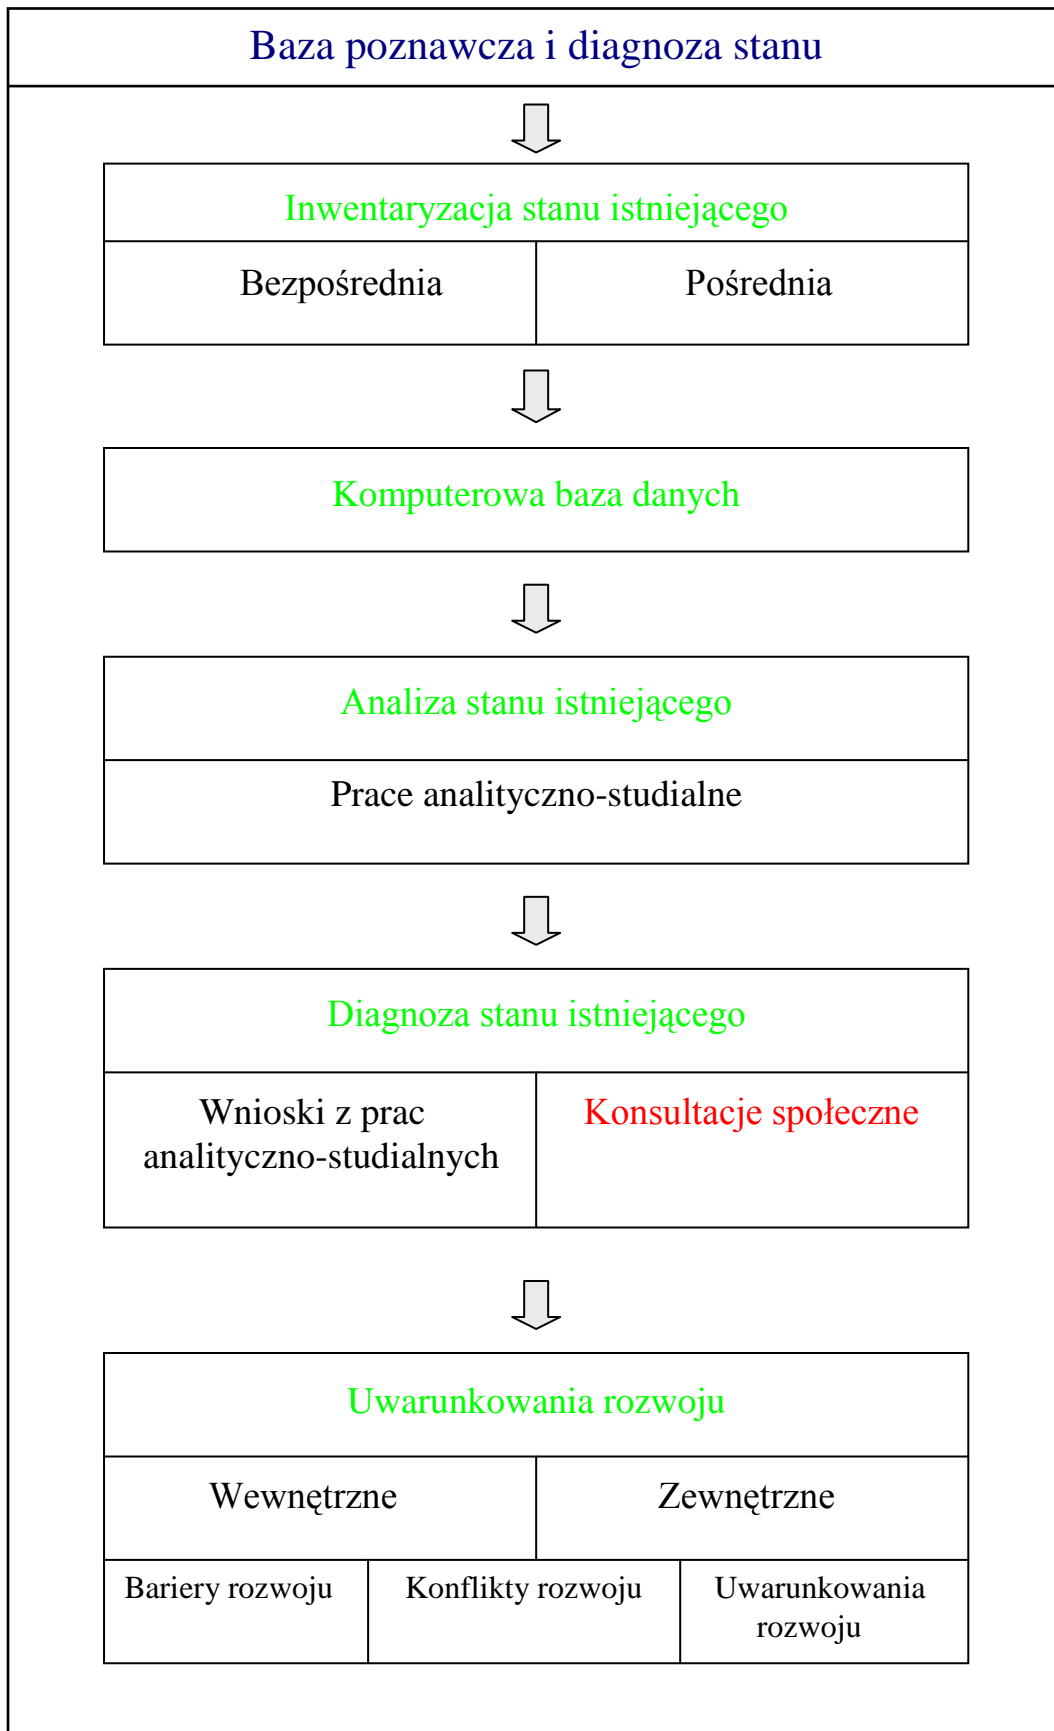 Baza poznawcza i diagnoza stanu
Inwentaryzacja stanu istniejącego
Bezpośrednia
Pośrednia
Komputerowa baza danych
Analiza stanu istniejącego
Prace analityczno-studialne
Diagnoza stanu istniejącego
Wnioski z prac
analityczno-studialnych
Konsultacje społeczne
Uwarunkowania rozwoju
Wewnętrzne
Zewnętrzne
Bariery rozwoju
Konflikty rozwoju
Uwarunkowania
rozwoju